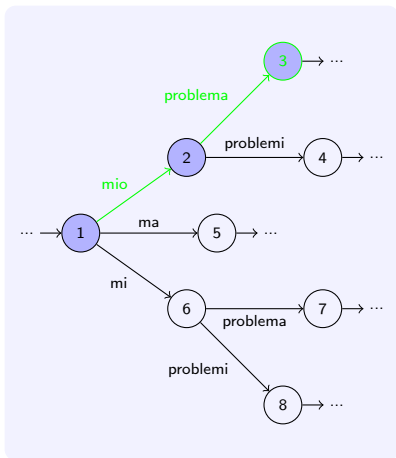 3 ...
problema
2 problemi 4 ...
mio
... 1 ma 5 ...
mi
6 problema 7 ...
problemi
8 ...